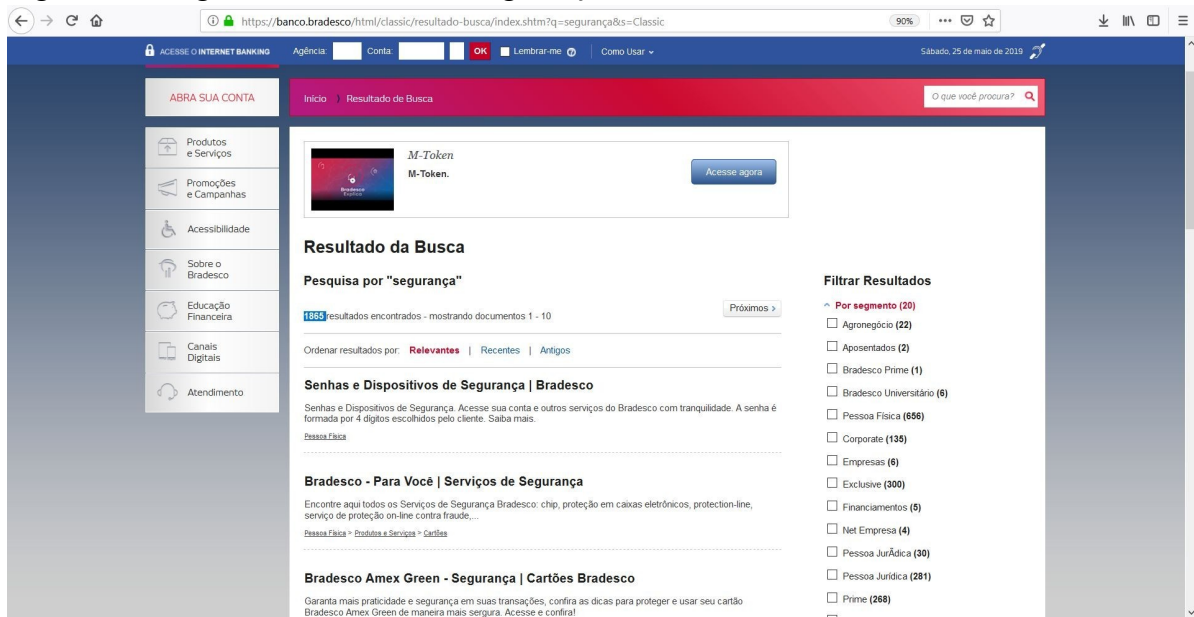 https://banco.bradesco/html/classic/resultado-busca/index.shtm?q=segurança&s=Classic
90%
ACESSE O INTERNET BANKING
Agência:
Conta:
OK
Lembrar-me
Como Usar
Sábado, 25 de maio de 2019
ABRA SUA CONTA
Início
Resultado de Busca
O que você procura?
Produtos
e Serviços
Promoções
e Campanhas
Acessibilidade
Sobre o
Bradesco
Educação
Financeira
Canais
Digitais
Atendimento
Bradesco
Explica
M-Token
M-Token.
Acesse agora
Resultado da Busca
Pesquisa por "segurança"
1865 resultados encontrados - mostrando documentos 1 - 10
Próximos >
Ordenar resultados por: Relevantes | Recentes | Antigos
Senhas e Dispositivos de Segurança | Bradesco
Senhas e Dispositivos de Segurança. Acesse sua conta e outros serviços do Bradesco com tranquilidade. A senha é
formada por 4 dígitos escolhidos pelo cliente. Saiba mais.
Pessoa Física
Bradesco - Para Você | Serviços de Segurança
Encontre aqui todos os Serviços de Segurança Bradesco: chip, proteção em caixas eletrônicos, protection-line,
serviço de proteção on-line contra fraude,...
Pessoa Física > Produtos e Serviços > Cartões
Bradesco Amex Green - Segurança | Cartões Bradesco
Garanta mais praticidade e segurança em suas transações, confira as dicas para proteger e usar seu cartão
Bradesco Amex Green de maneira mais sergura. Acesse e confira!
Filtrar Resultados
Por segmento (20)
Agronegócio (22)
Aposentados (2)
Bradesco Prime (1)
Bradesco Universitário (6)
Pessoa Física (656)
Corporate (135)
Empresas (6)
Exclusive (300)
Financiamentos (5)
Net Empresa (4)
Pessoa JurÃdica (30)
Pessoa Jurídica (281)
Prime (268)